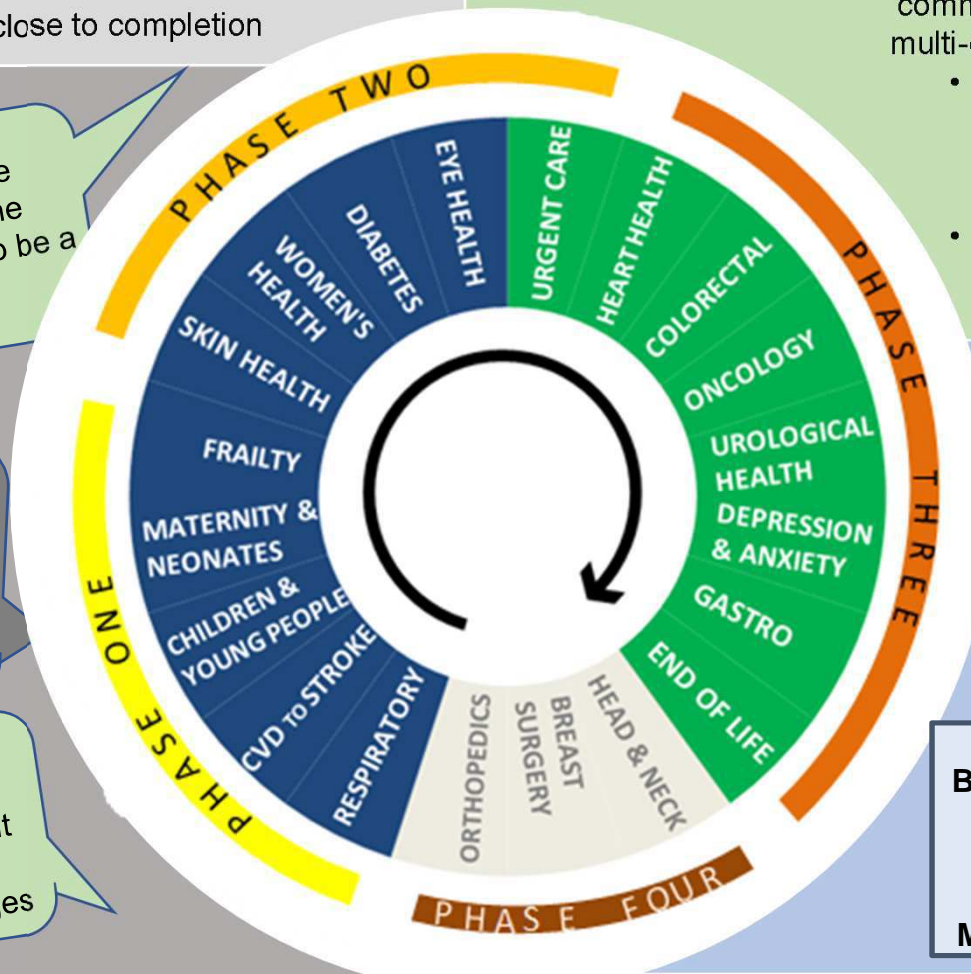 close to completion
be a
PHASE TWO
EYE HEALTH
DIABETES
WOMEN'S
HEALTH
SKIN HEALTH
FRAILTY
MATERNITY &
NEONATES
CHILDREN &
YOUNG PEOPLE
CVD TO STROKE
RESPIRATORY
PHASE ONE
URGENT CARE
HEART HEALTH
COLORECTAL
ONCOLOGY
UROLOGICAL
HEALTH
DEPRESSION
& ANXIETY
GASTRO
END OF LIFE
PHASE THREE
HEAD & NECK
BREAST
SURGERY
ORTHOPEDICS
PHASE FOUR